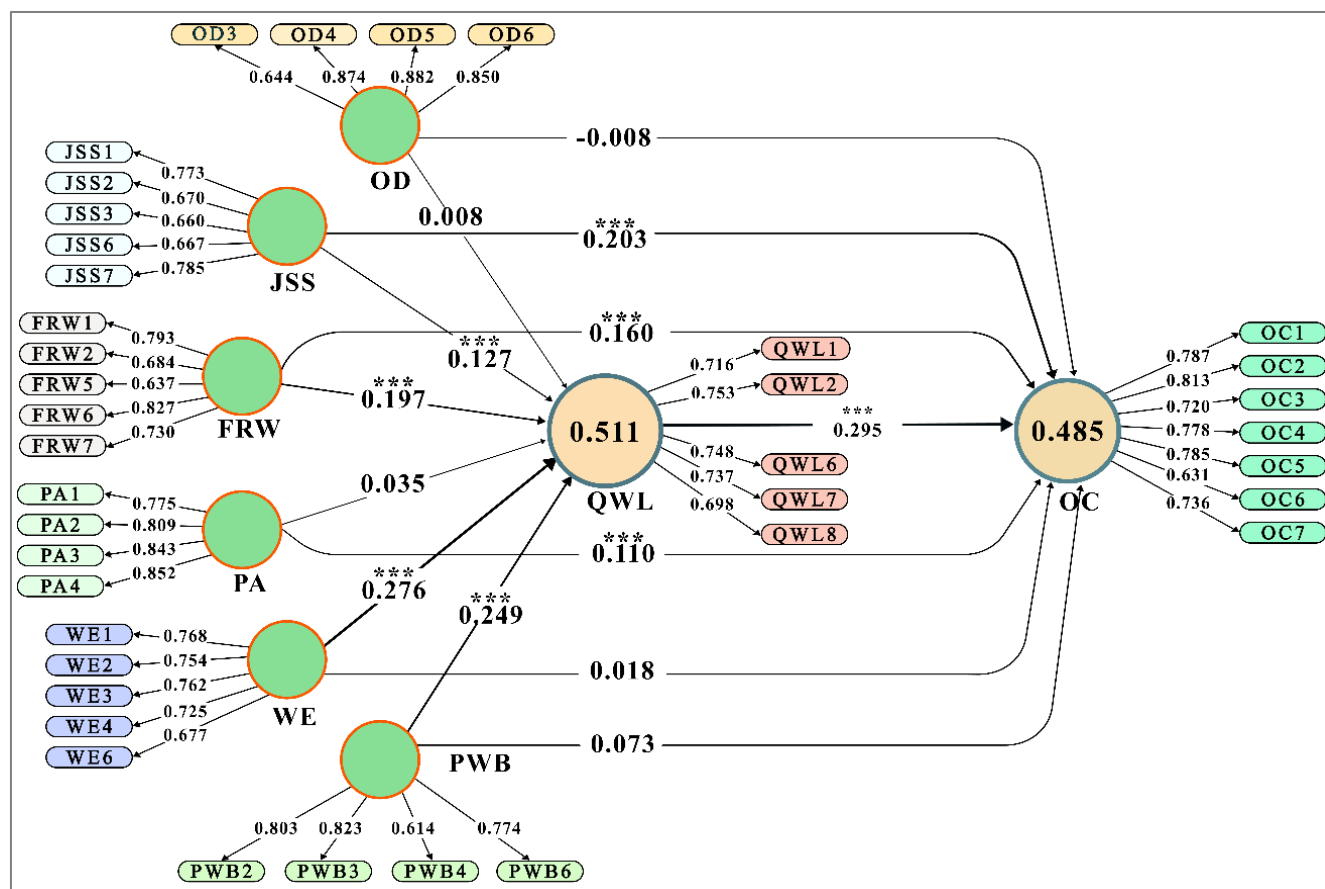 OD3 OD4 OD5 OD6
0.644 0.874 0.882 0.850
OD
-0.008
0.008
JSS1
JSS2
JSS3
JSS6
JSS7
0.773
0.670
0.660
0.667
0.785
JSS
***
0.203
***
0.127
FRW1
FRW2
FRW5
FRW6
FRW7
0.793
0.684
0.637
0.827
0.730
FRW
***
0.160
***
0.197
QWL1
QWL2
QWL6
QWL7
QWL8
0.716
0.753
0.748
0.737
0.698
0.511
QWL
***
0.295
0.485
OC
0.787
0.813
0.720
0.778
0.785
0.631
0.736
OC1
OC2
OC3
OC4
OC5
OC6
OC7
PA1
PA2
PA3
PA4
0.775
0.809
0.843
0.852
PA
0.035
***
0.110
WE1
WE2
WE3
WE4
WE6
0.768
0.754
0.762
0.725
0.677
WE
***
0.276
0.018
***
0,249
PWB
0.073
0.803 0.823 0.614 0.774
PWB2 PWB3 PWB4 PWB6